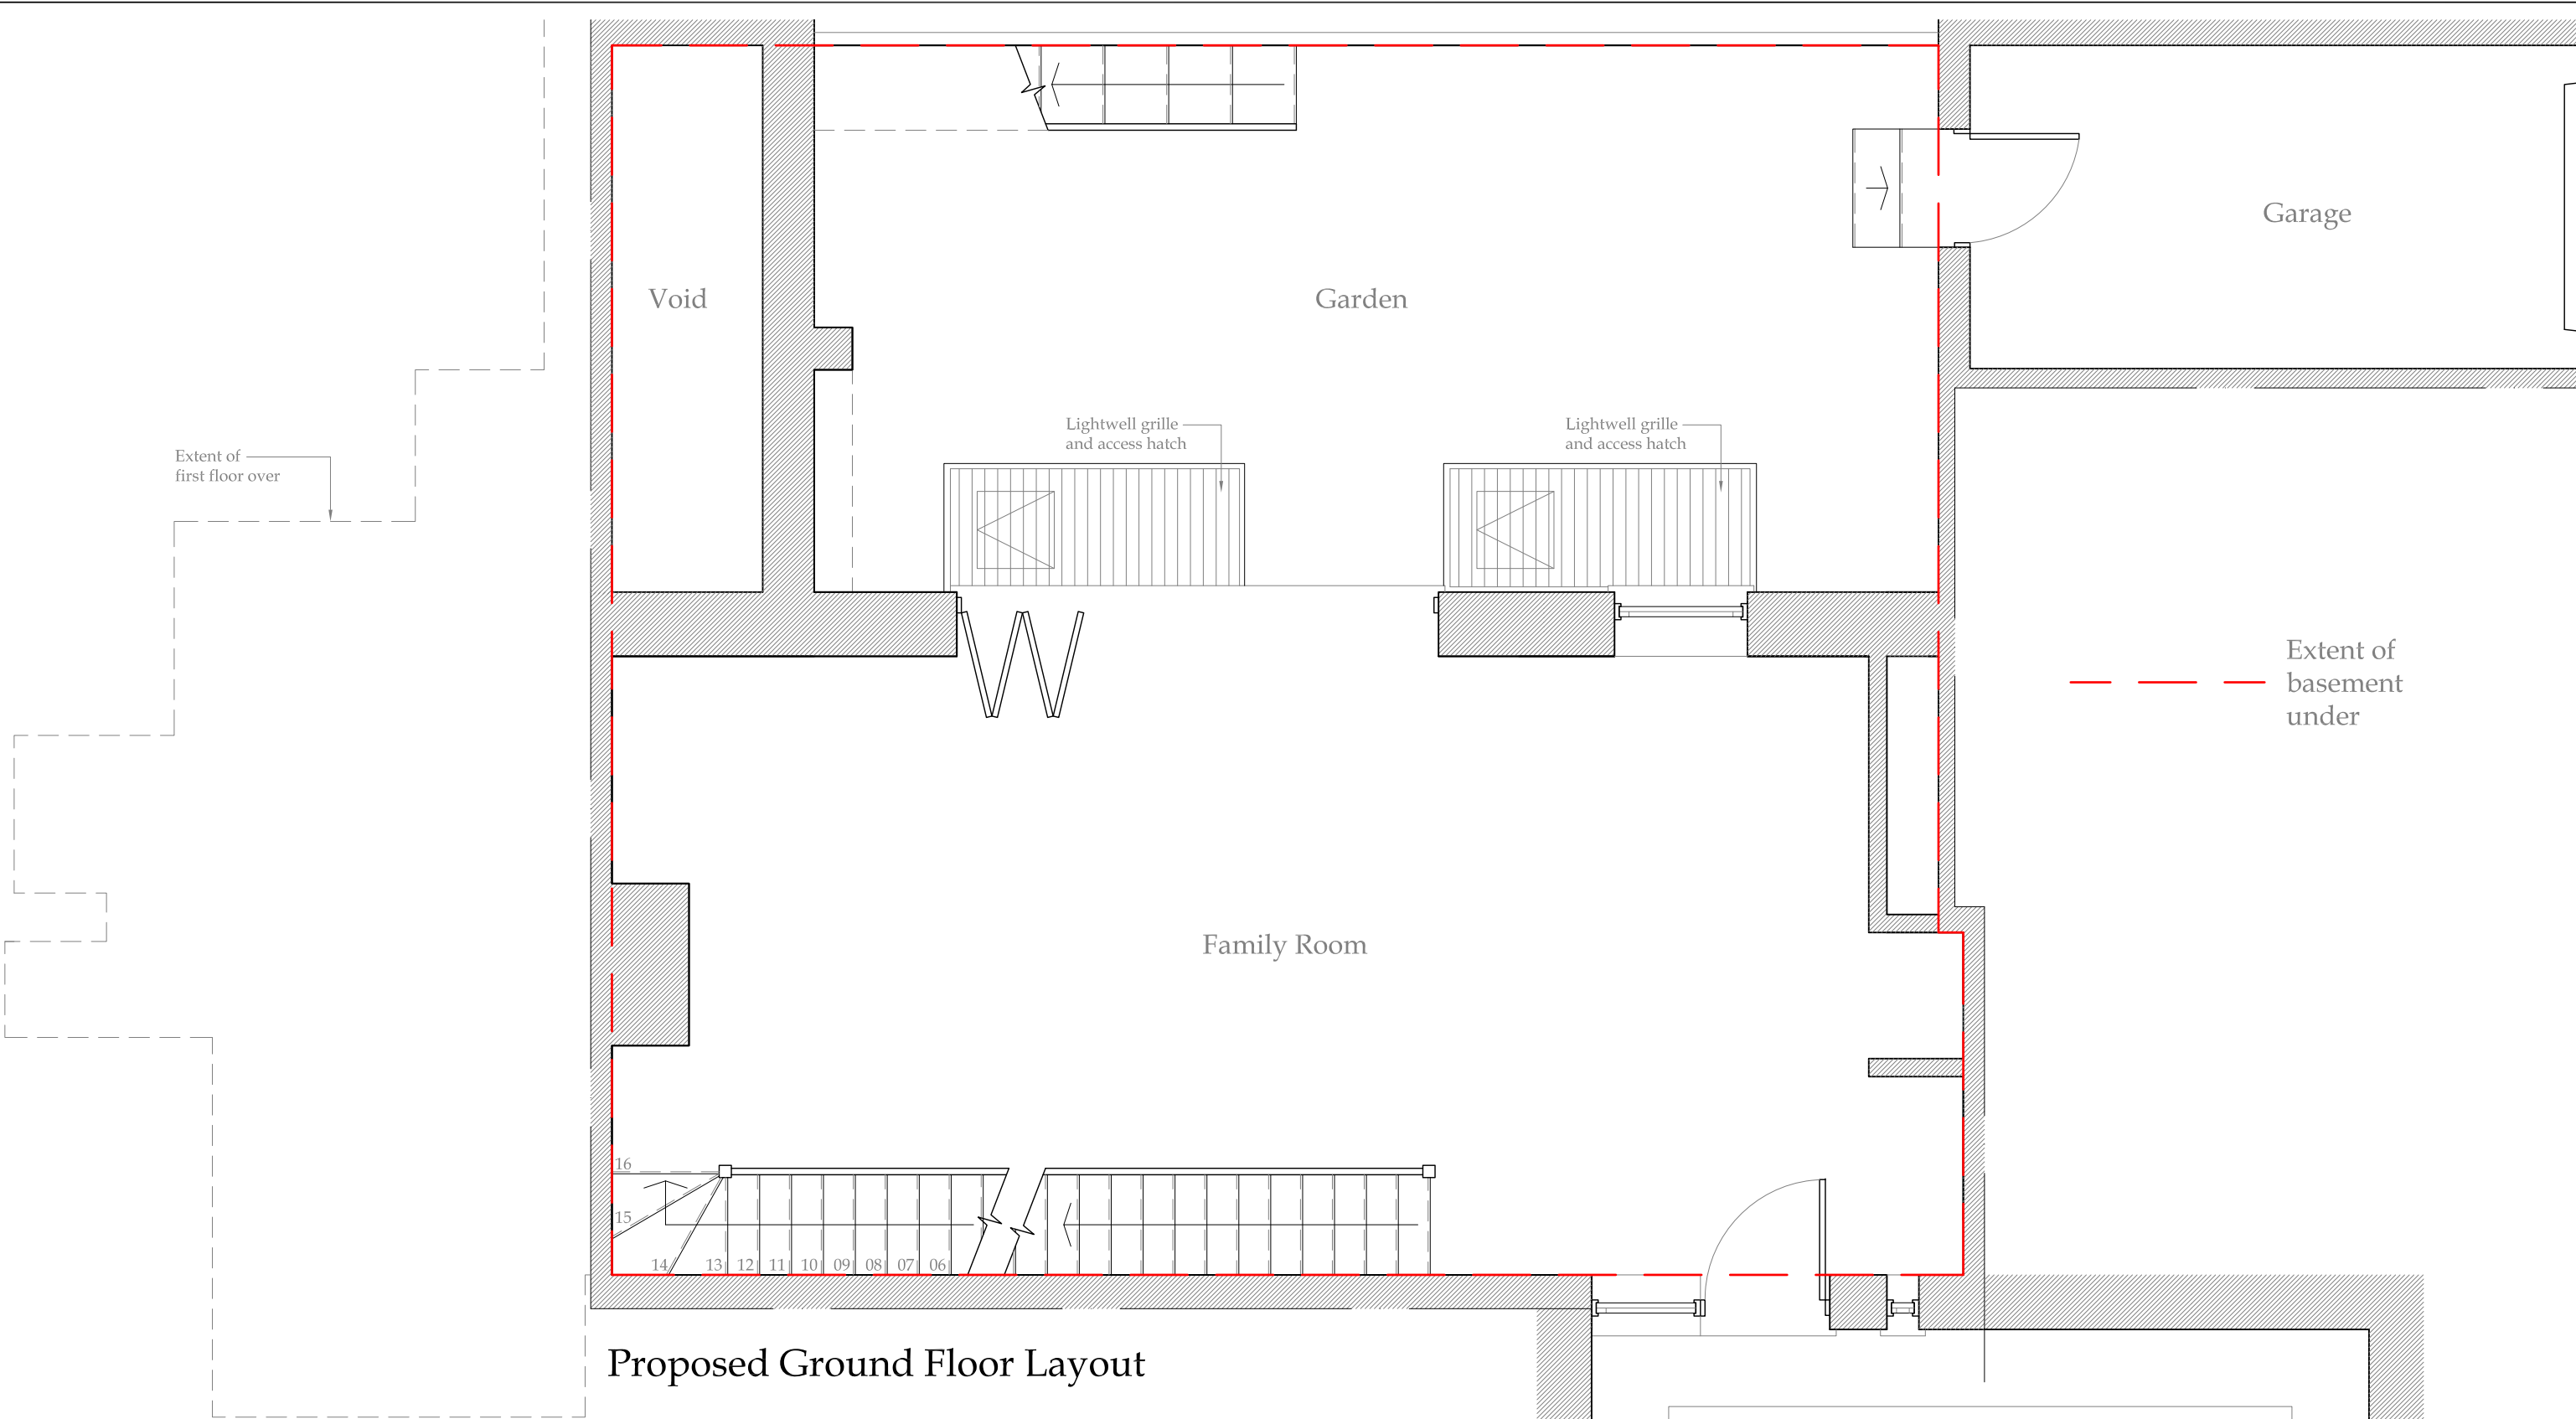 Garage
Void
Garden
Lightwell grille
and access hatch
Lightwell grille
and access hatch
Extent of
first floor over
Extent of
basement
under
Family Room
16
15
14
13
12
11
10
09
08
07
06
Proposed Ground Floor Layout